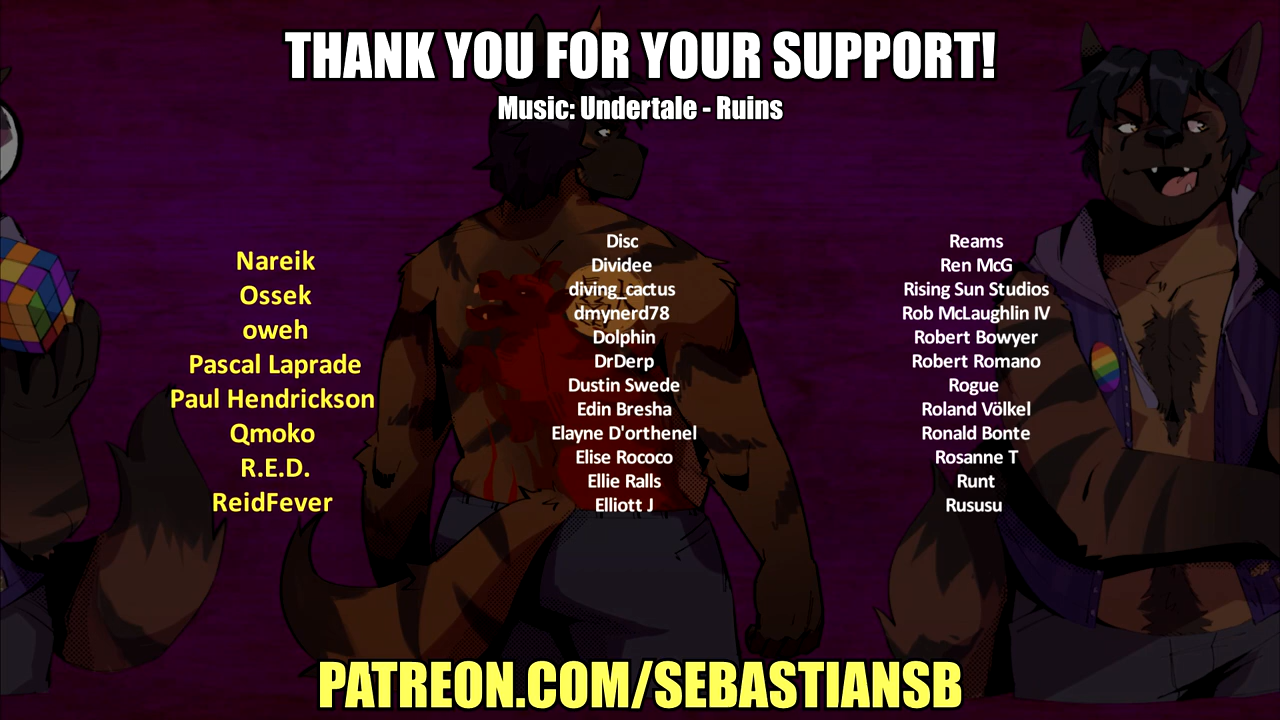 THANK YOU FOR YOUR SUPPORT!
Music: Undertale - Ruins
Nareik
Ossek
oweh
Pascal Laprade
Paul Hendrickson
Qmoko
R.E.D.
ReidFever
Disc
Dividee
diving_cactus
dmynerd78
Dolphin
DrDerp
Dustin Swede
Edin Bresha
Elayne D'orthenel
Elise Rococo
Ellie Ralls
Elliott J
Reams
Ren McG
Rising Sun Studios
Rob McLaughlin IV
Robert Bowyer
Robert Romano
Rogue
Roland Völkel
Ronald Bonte
Rosanne T
Runt
Rususu
PATREON.COM/SEBASTIANSB